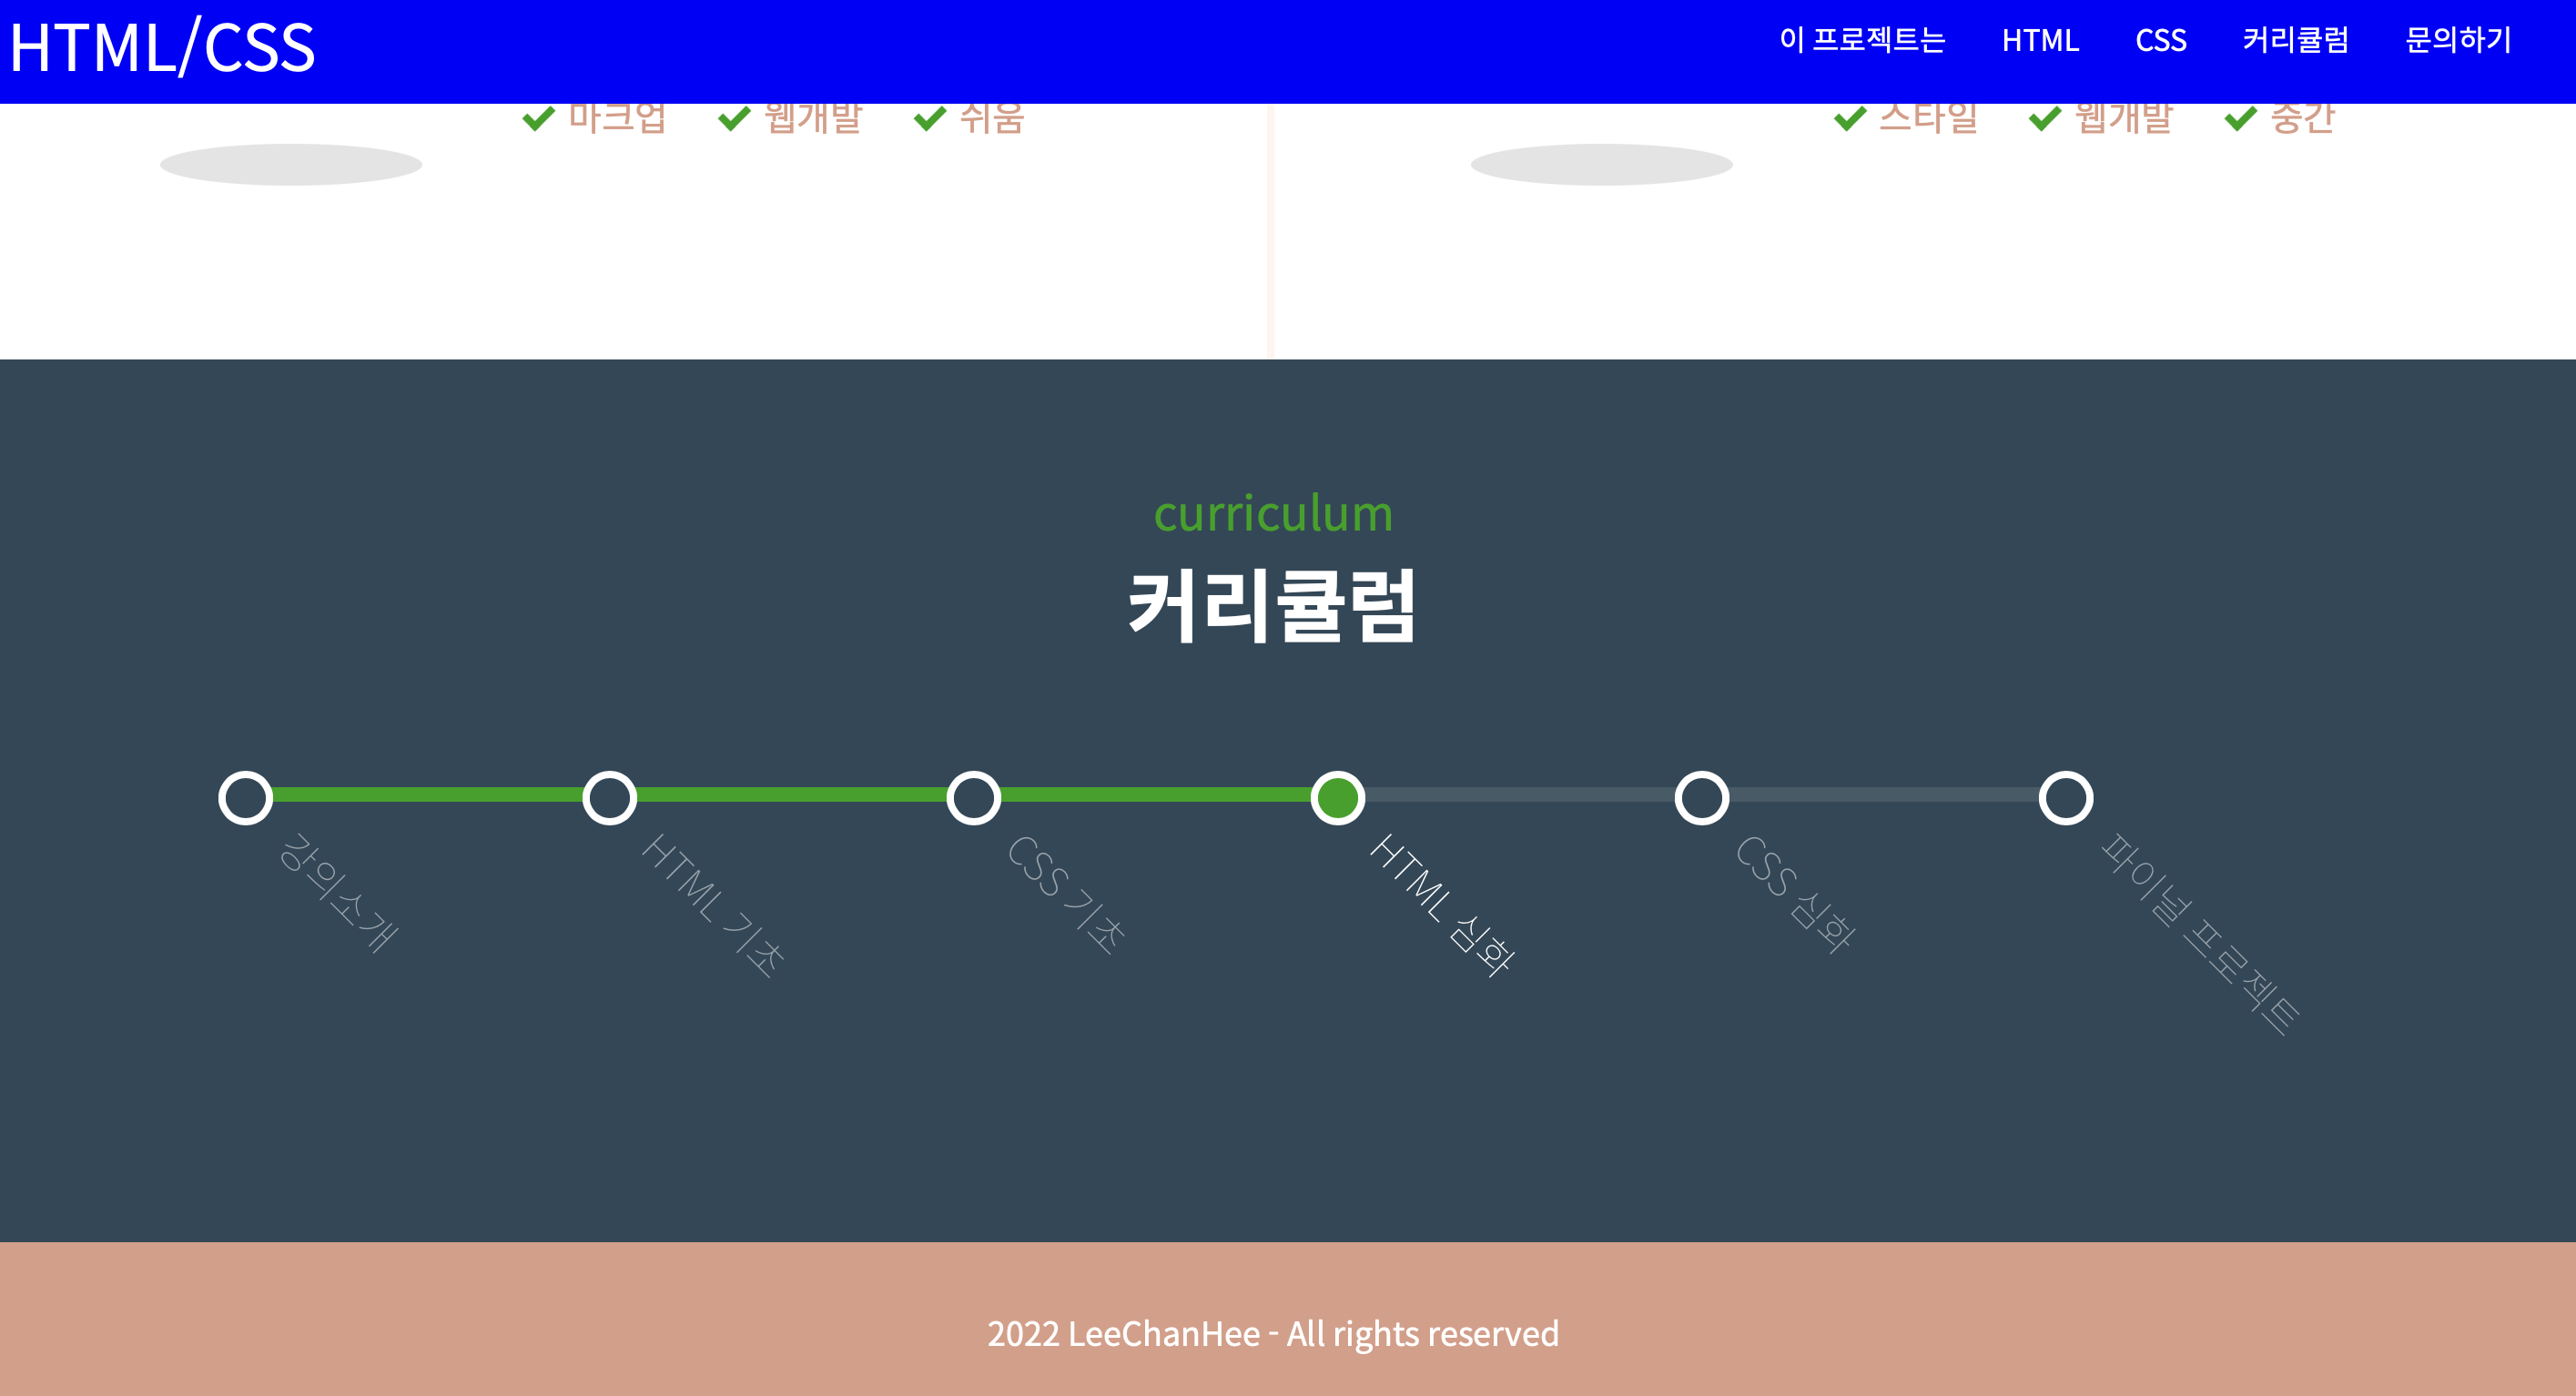 HTML/CSS
이 프로젝트는 HTML CSS 커리큘럼 문의하기
마크업 웹개발 쉬움
스타일 웹개발 중간
curriculum
커리큘럼
강의소개
HTML 기초
CSS 기초
HTML 심화
CSS 심화
파이널 프로젝트
2022 LeeChanHee - All rights reserved